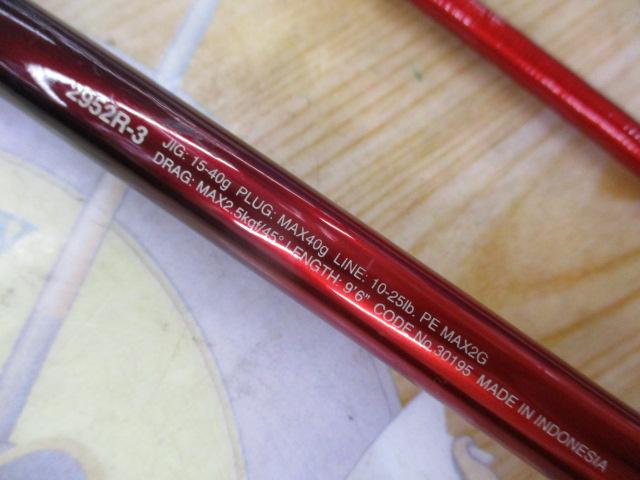 2952R-3
JIG: 15-40g PLUG: MAX40g LINE: 10-25lb. PE MAX2G
DRAG: MAX2.5kgf/45° LENGTH: 9'6" CODE No.30195 MADE IN INDONESIA